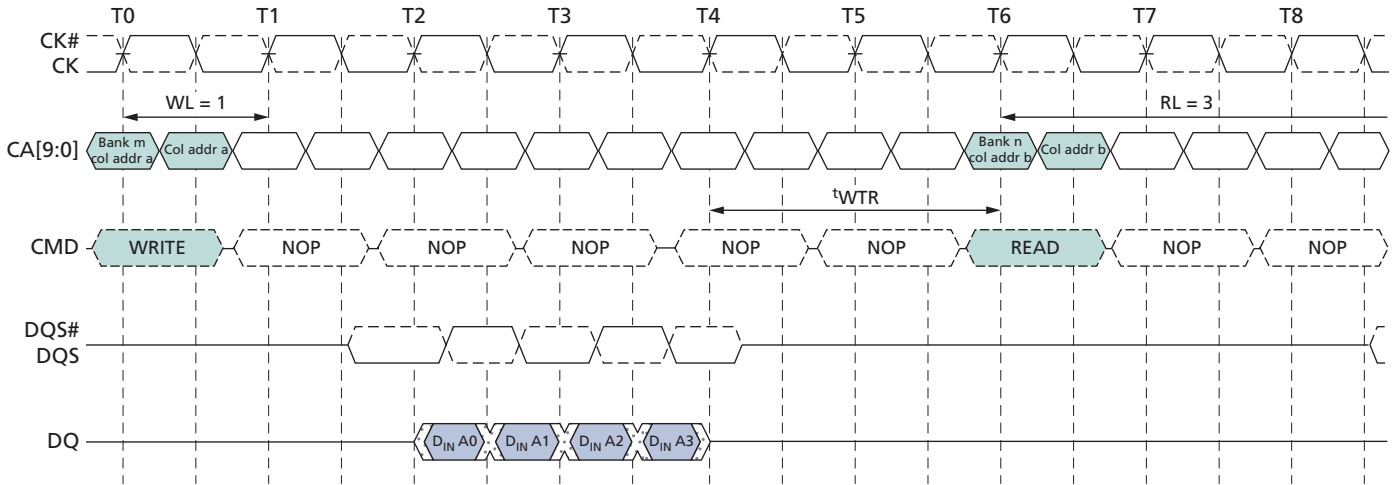 T0 T1 T2 T3 T4 T5 T6 T7 T8
CK#
CK
WL = 1 RL = 3
CA[9:0] Bank m col addr a Col addr a Bank n col addr b Col addr b
tWTR
CMD WRITE NOP NOP NOP NOP NOP READ NOP NOP
DQS#
DQS
DQ DIN A0 DIN A1 DIN A2 DIN A3